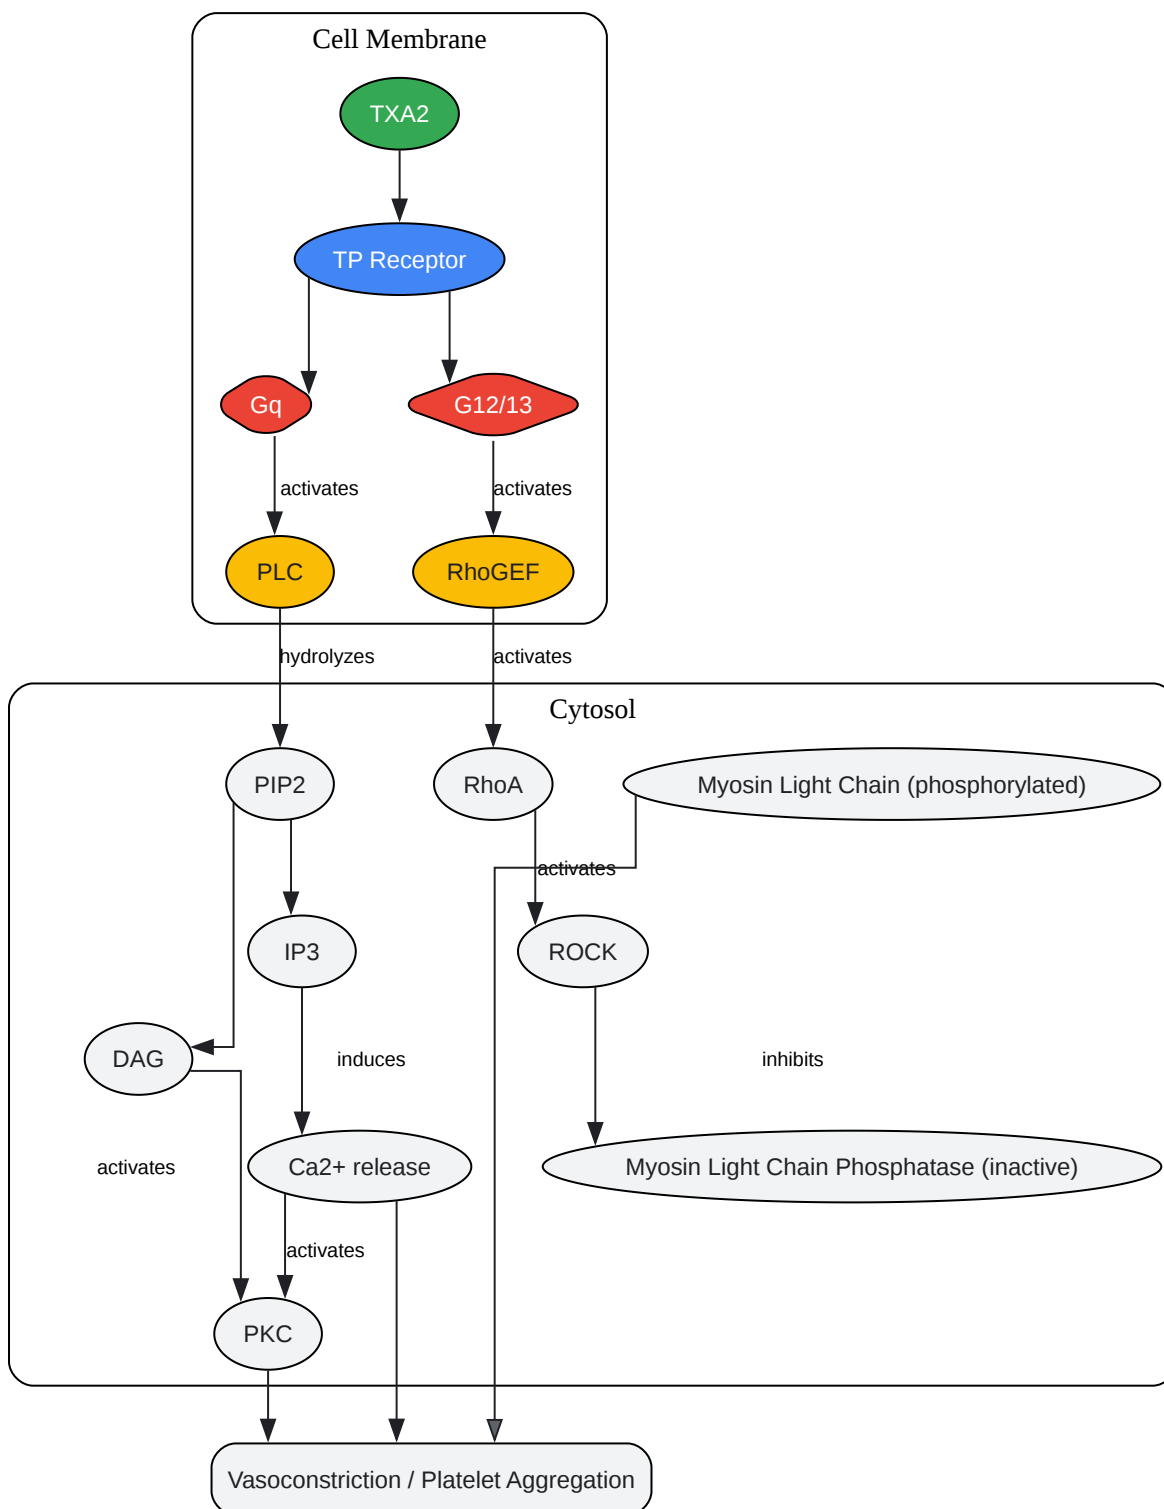 Cell Membrane
TXA2
TP Receptor
Gq
G12/13
activates
activates
PLC
RhoGEF
hydrolyzes
activates
Cytosol
PIP2
RhoA
Myosin Light Chain (phosphorylated)
activates
IP3
ROCK
DAG
induces
inhibits
activates
Ca2+ release
Myosin Light Chain Phosphatase (inactive)
activates
PKC
Vasoconstriction / Platelet Aggregation